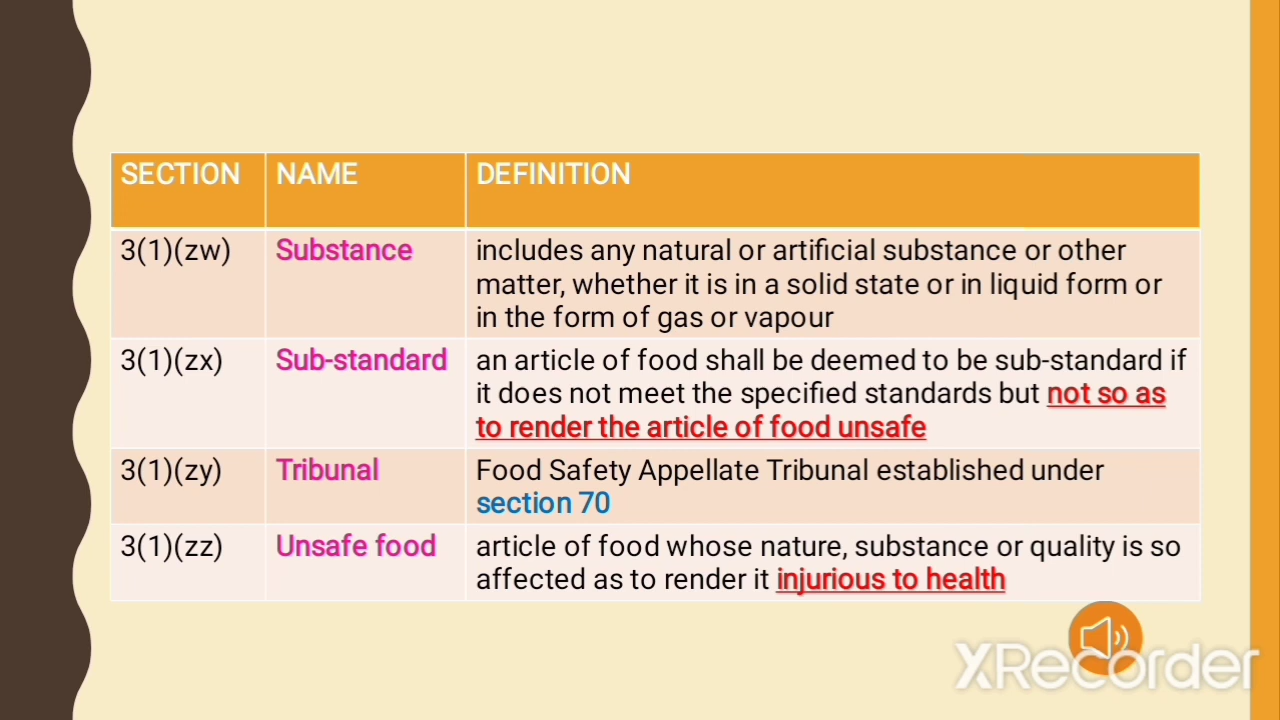 SECTION NAME DEFINITION
3(1)(zw) Substance includes any natural or artificial substance or other
matter, whether it is in a solid state or in liquid form or
in the form of gas or vapour
3(1)(zx) Sub-standard an article of food shall be deemed to be sub-standard if
it does not meet the specified standards but not so as
to render the article of food unsafe
3(1)(zy) Tribunal Food Safety Appellate Tribunal established under
section 70
3(1)(zz) Unsafe food article of food whose nature, substance or quality is so
affected as to render it injurious to health
XRecorder